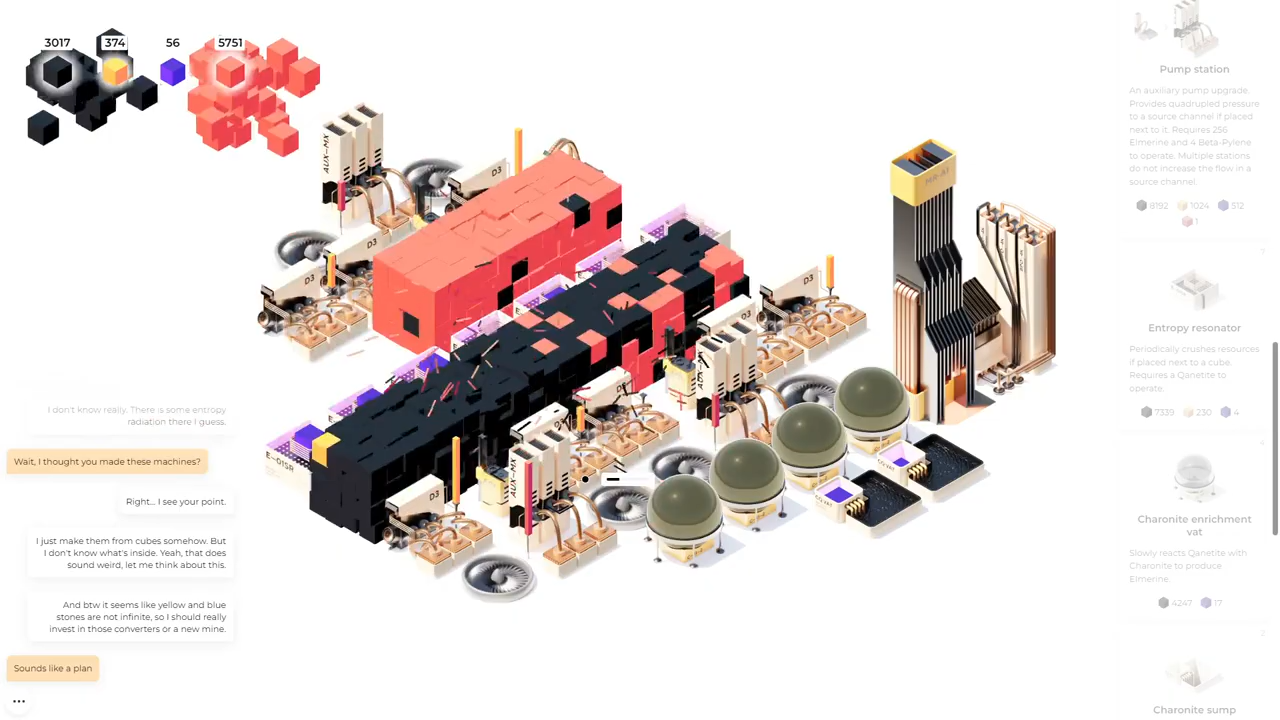 3017
374
56
5751
AUX-MX
D3
D3
D3
D3
HR-A1
D3
AUX-MX
AUX-MX
D3
D3
E-01SR
I don't know really. There is some entropy
radiation there I guess.
Wait, I thought you made these machines?
Right... I see your point.
I just make them from cubes somehow. But
I don't know what's inside. Yeah, that does
sound weird, let me think about this.
And btw it seems like yellow and blue
stones are not infinite, so I should really
invest in those converters or a new mine.
Sounds like a plan
...
Pump station
An auxiliary pump upgrade.
Provides quadrupled pressure
to a source channel if placed
next to it. Requires 256
Elmerine and 4 Beta-Pylene
to operate. Multiple stations
do not increase the flow in a
source channel.
8192
1024
512
1
7
Entropy resonator
Periodically crushes resources
if placed next to a cube.
Requires a Qanetite to
operate.
7339
230
4
4
Charonite enrichment
vat
Slowly reacts Qanetite with
Charonite to produce
Elmerine.
4247
17
2
Charonite sump